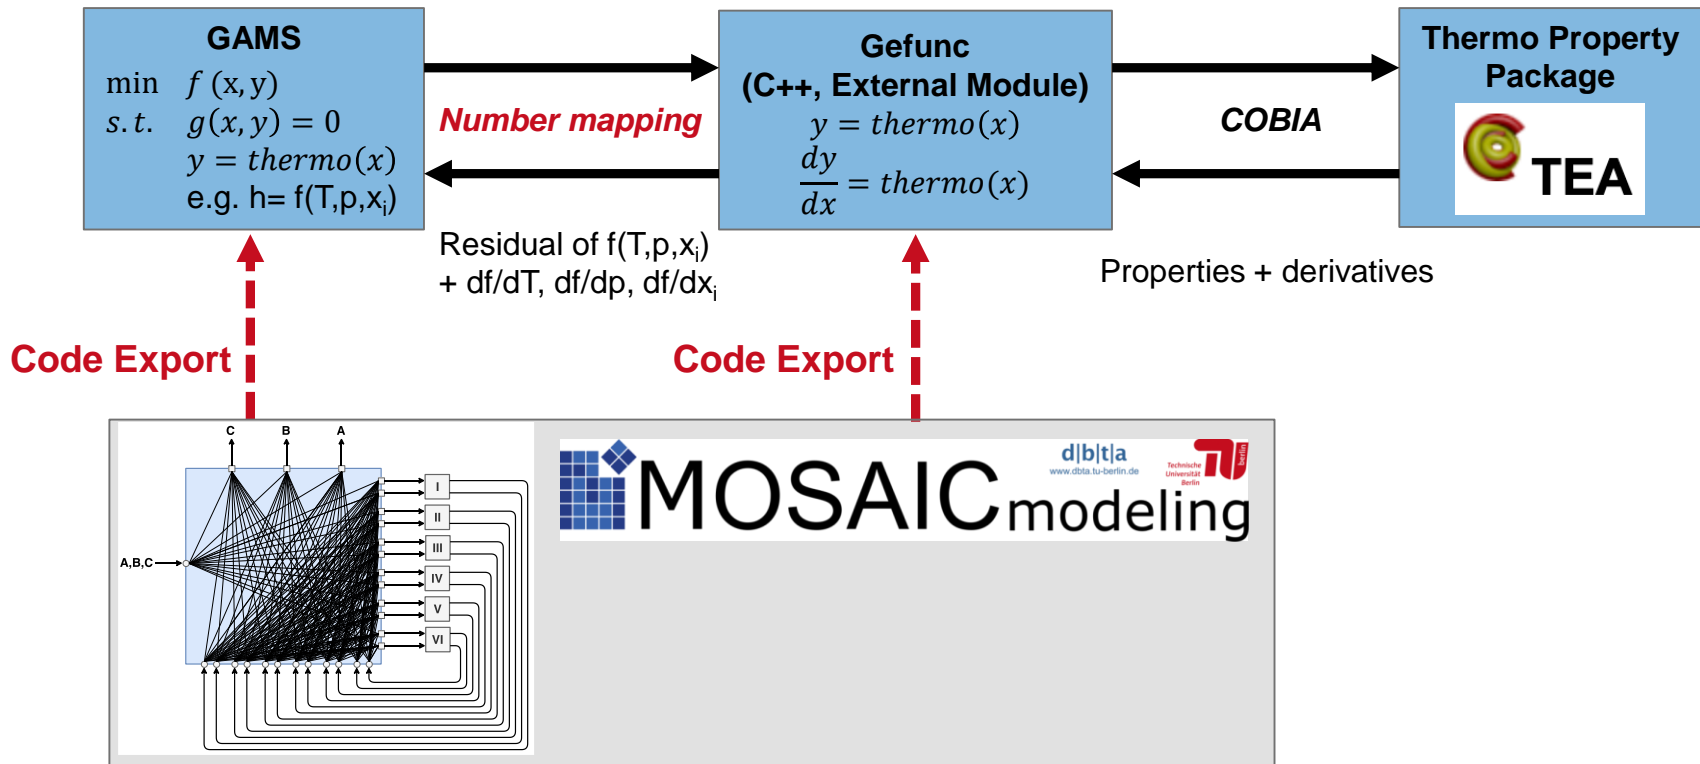 GAMS
min f (x, y)
s. t. g(x, y) = 0
y = thermo(x)
e.g. h= f(T,p,xᵢ)
Number mapping
Residual of f(T,p,xᵢ)
+ df/dT, df/dp, df/dxᵢ
Gefunc
(C++, External Module)
y = thermo(x)
dy/dx = thermo(x)
COBIA
Properties + derivatives
Thermo Property
Package
TEA
Code Export
Code Export
C B A
A,B,C
I
II
III
IV
V
VI
MOSAIC modeling
d|b|t|a
www.dbta.tu-berlin.de
Technische
Universität
Berlin
berlin